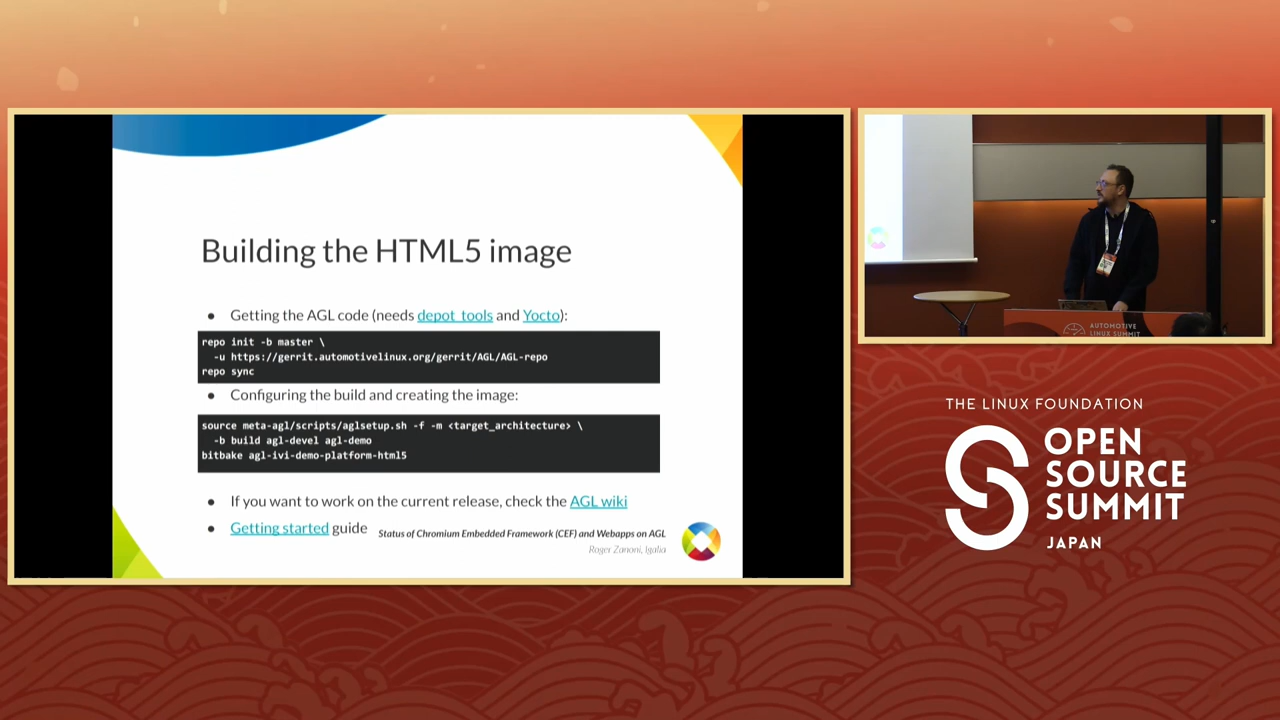 Building the HTML5 image
● Getting the AGL code (needs depot_tools and Yocto):
repo init -b master \
-u https://gerrit.automotivelinux.org/gerrit/AGL/AGL-repo
repo sync
● Configuring the build and creating the image:
source meta-agl/scripts/aglsetup.sh -f -m <target_architecture> \
-b build agl-devel agl-demo
bitbake agl-ivi-demo-platform-html5
● If you want to work on the current release, check the AGL wiki
● Getting started guide
Status of Chromium Embedded Framework (CEF) and Webapps on AGL
Roger Zanoni, Igalia
AUTOMOTIVE
LINUX SUMMIT
THE LINUX FOUNDATION
OPEN
SOURCE
SUMMIT
JAPAN